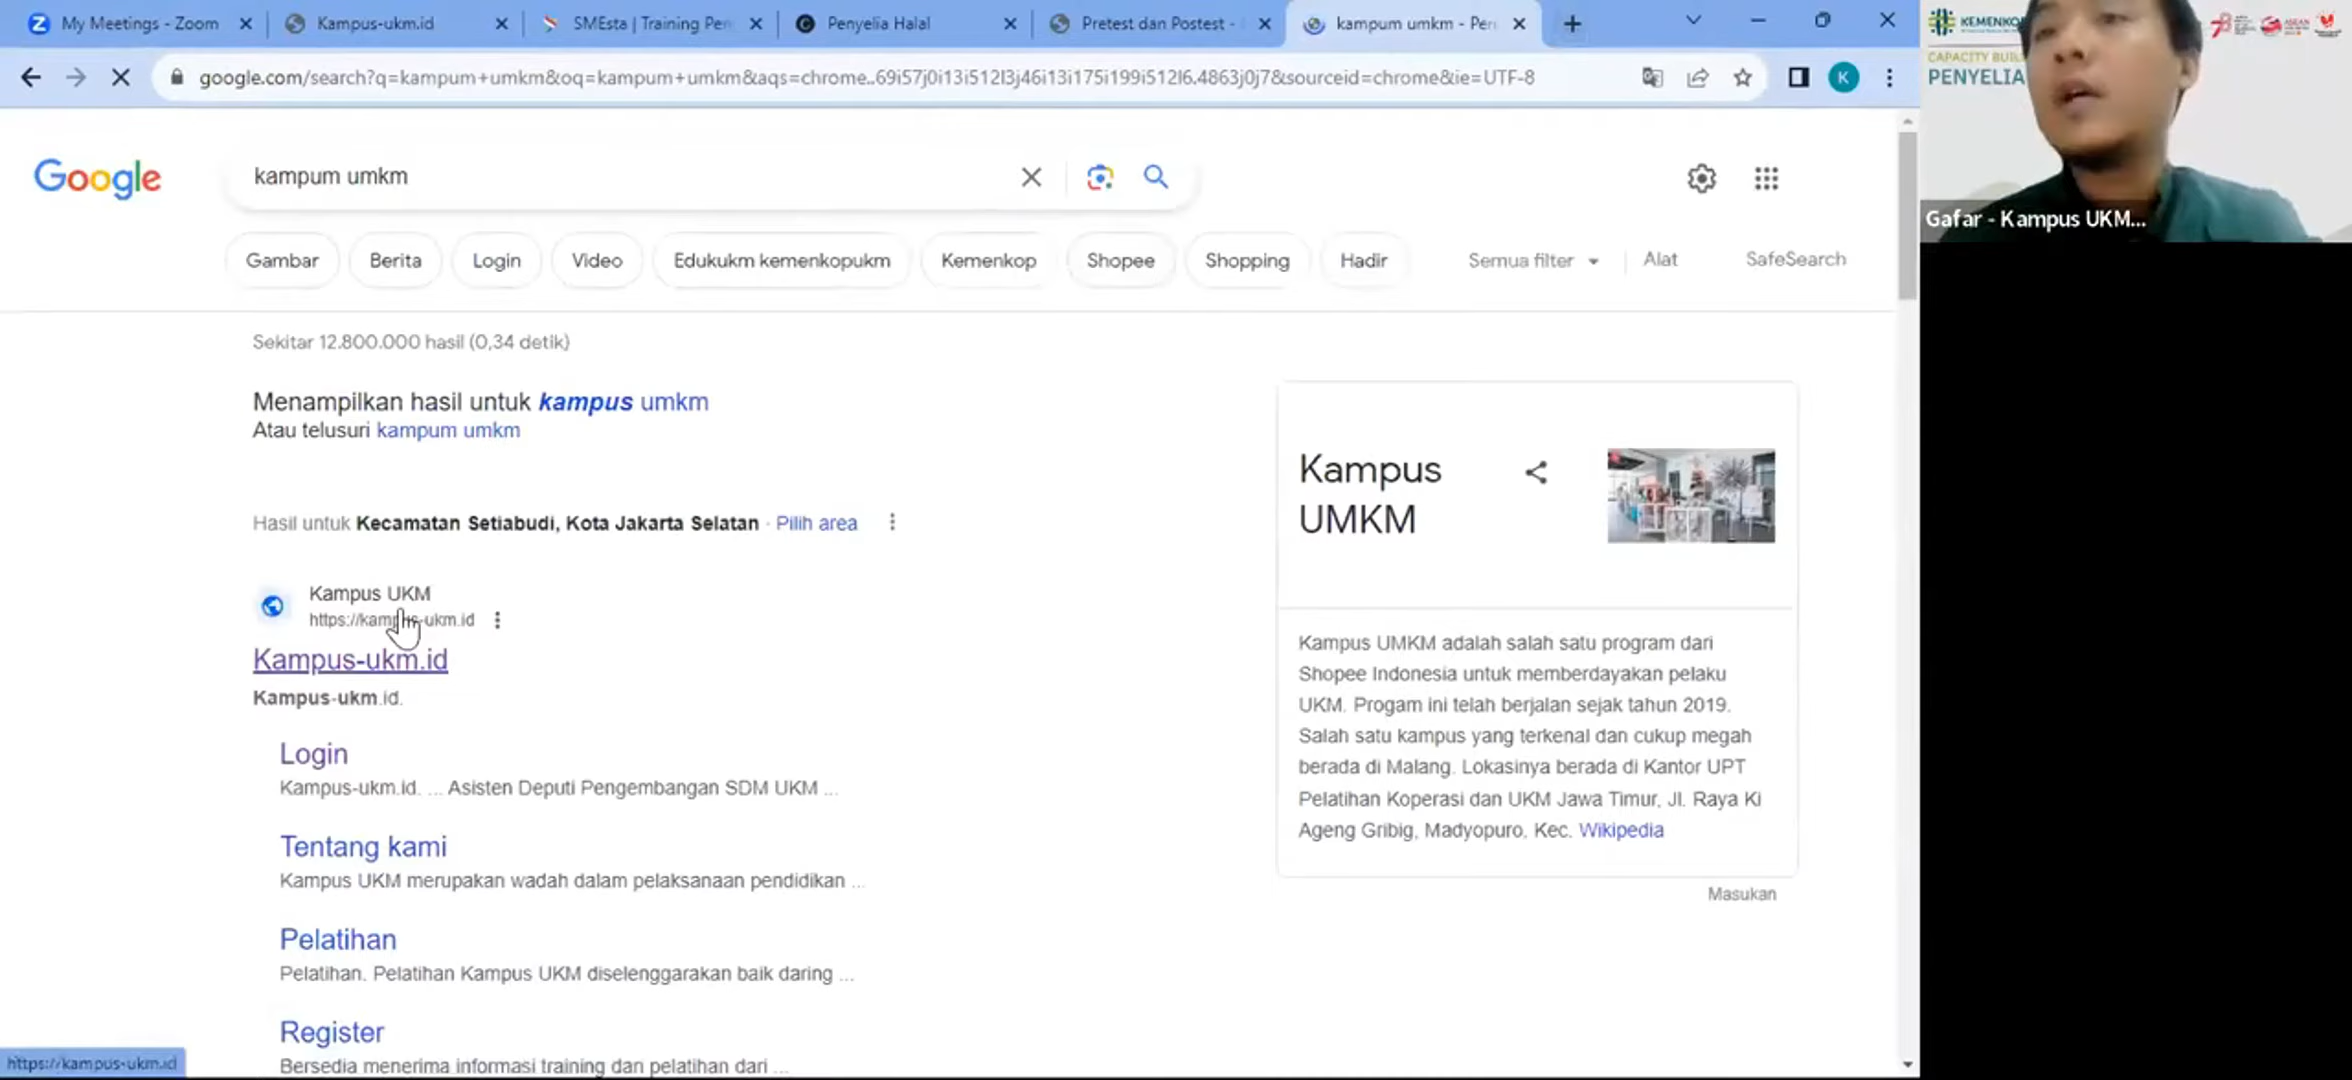 My Meetings - Zoom
Kampus-ukm.id
SMEsta | Training Pen
Penyelia Halal
Pretest dan Postest -
kampum umkm - Pen
google.com/search?q=kampum+umkm&oq=kampum+umkm&aqs=chrome..69i57j0i13i512l3j46i13i175i199i512l6.4863j0j7&sourceid=chrome&ie=UTF-8
K
KEMENKO
CAPACITY BUIL
PENYELIA
Gafar - Kampus UKM...
Google
kampum umkm
Gambar
Berita
Login
Video
Edukukm kemenkopukm
Kemenkop
Shopee
Shopping
Hadir
Semua filter
Alat
SafeSearch
Sekitar 12.800.000 hasil (0,34 detik)
Menampilkan hasil untuk kampus umkm
Atau telusuri kampum umkm
Hasil untuk Kecamatan Setiabudi, Kota Jakarta Selatan · Pilih area
Kampus UKM
https://kampus-ukm.id
Kampus-ukm.id
Kampus-ukm.id.
Login
Kampus-ukm.id. ... Asisten Deputi Pengembangan SDM UKM ...
Tentang kami
Kampus UKM merupakan wadah dalam pelaksanaan pendidikan ...
Pelatihan
Pelatihan. Pelatihan Kampus UKM diselenggarakan baik daring ...
Register
Bersedia menerima informasi training dan pelatihan dari ...
Kampus
UMKM
Kampus UMKM adalah salah satu program dari
Shopee Indonesia untuk memberdayakan pelaku
UKM. Progam ini telah berjalan sejak tahun 2019.
Salah satu kampus yang terkenal dan cukup megah
berada di Malang. Lokasinya berada di Kantor UPT
Pelatihan Koperasi dan UKM Jawa Timur, Jl. Raya Ki
Ageng Gribig, Madyopuro, Kec. Wikipedia
Masukan
https://kampus-ukm.id